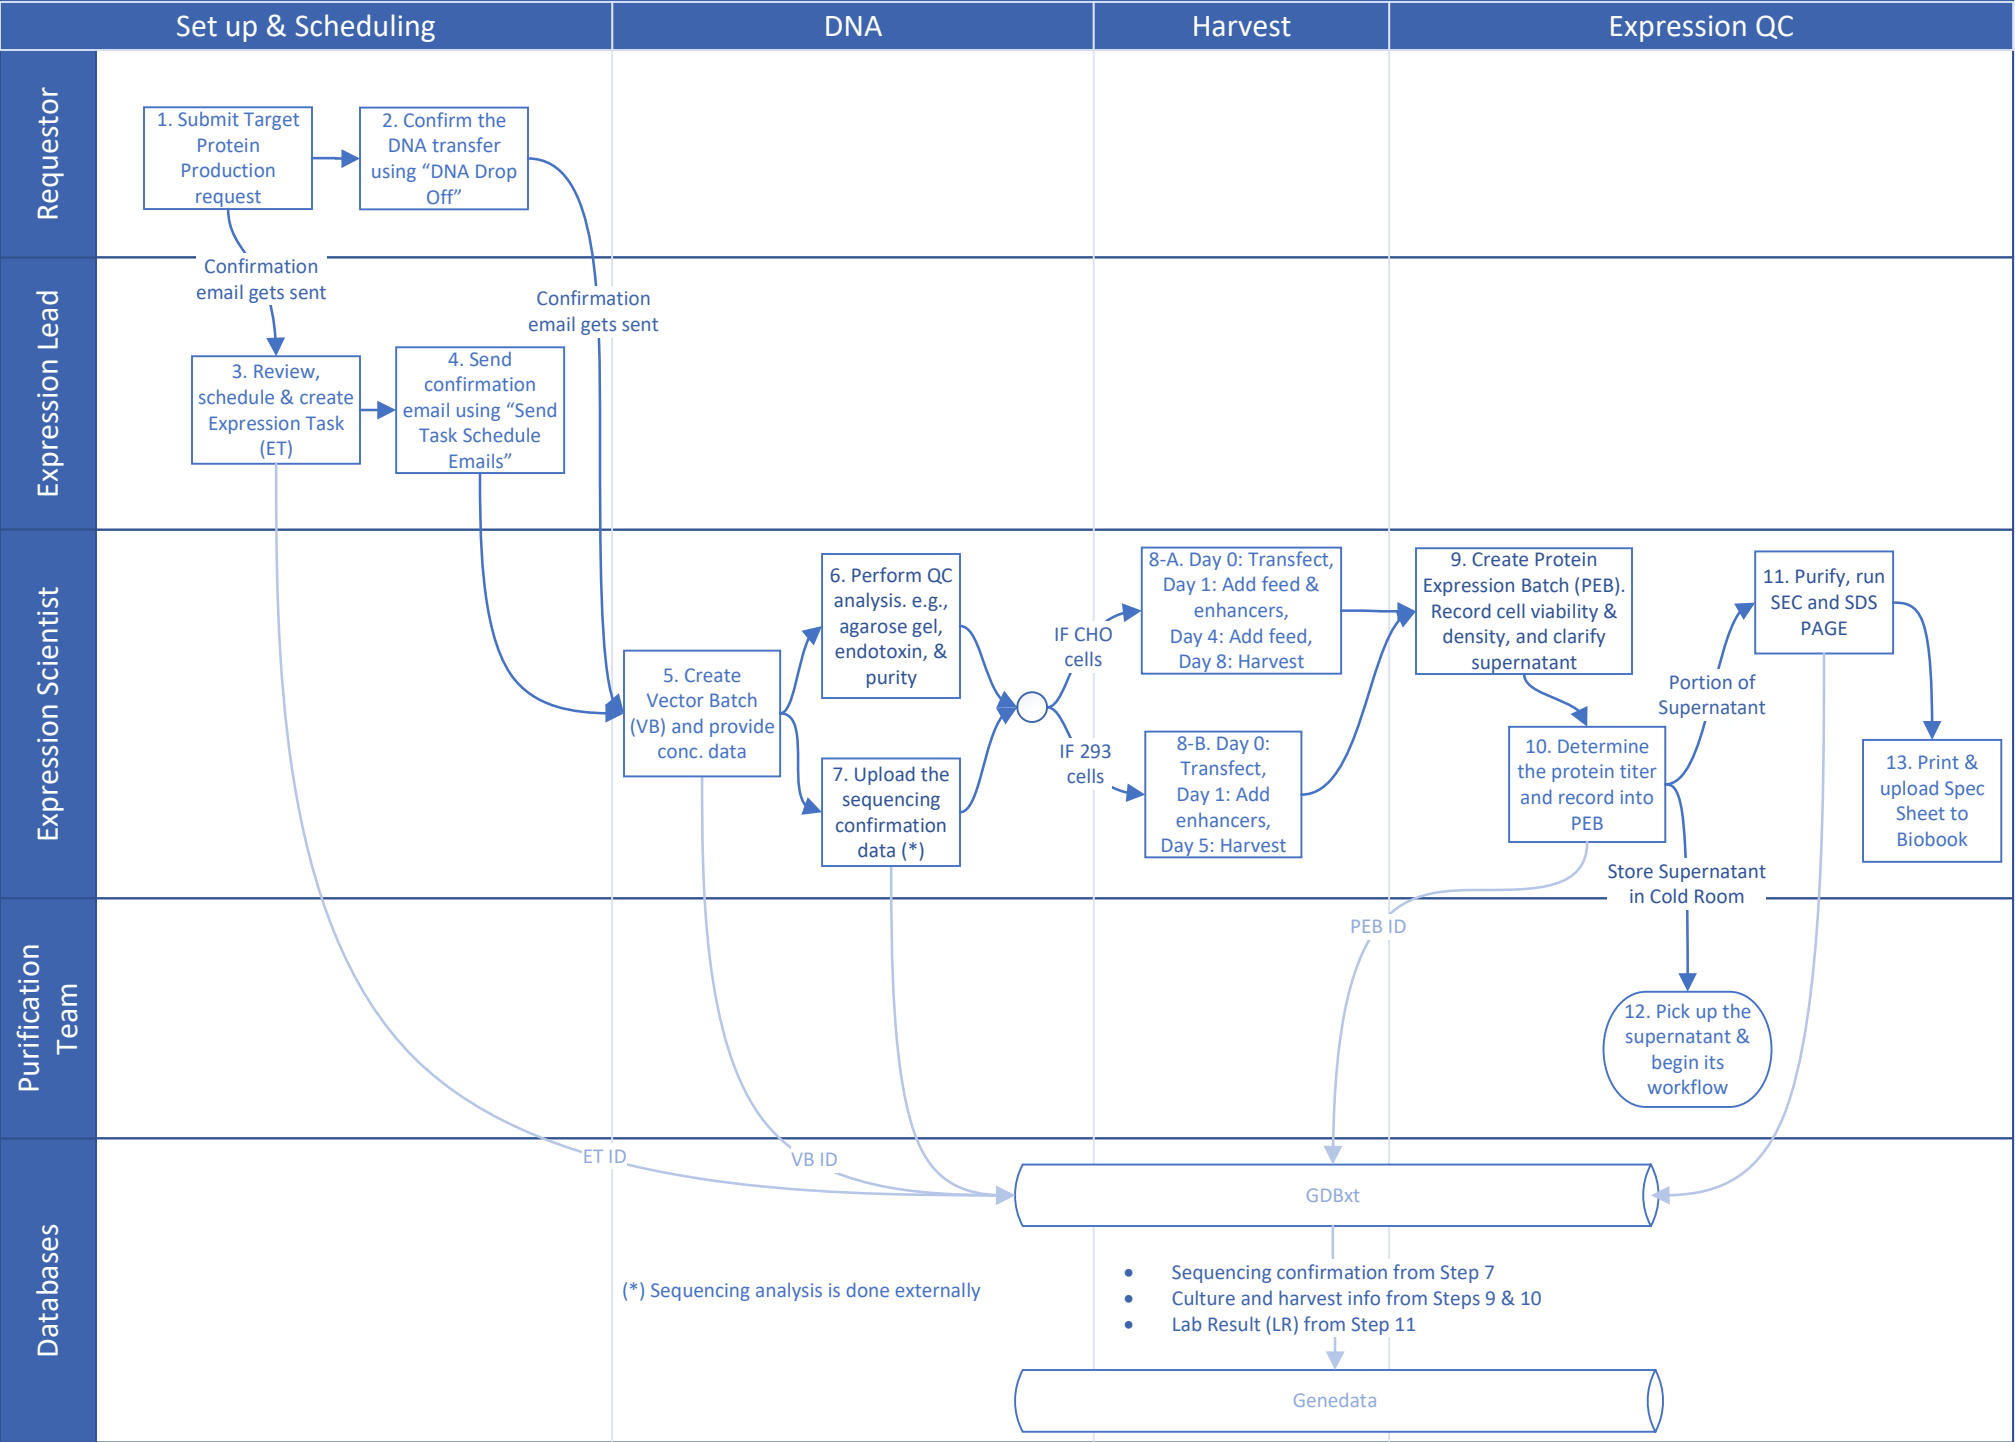 Set up & Scheduling
DNA
Harvest
Expression QC
Requestor
1. Submit Target
Protein
Production
request
2. Confirm the
DNA transfer
using “DNA Drop
Off”
Confirmation
email gets sent
Expression Lead
Confirmation
email gets sent
3. Review,
schedule & create
Expression Task
(ET)
4. Send
confirmation
email using “Send
Task Schedule
Emails”
Expression Scientist
5. Create
Vector Batch
(VB) and provide
conc. data
6. Perform QC
analysis. e.g.,
agarose gel,
endotoxin, &
purity
7. Upload the
sequencing
confirmation
data (*)
IF CHO
cells
IF 293
cells
8-A. Day 0: Transfect,
Day 1: Add feed &
enhancers,
Day 4: Add feed,
Day 8: Harvest
8-B. Day 0:
Transfect,
Day 1: Add
enhancers,
Day 5: Harvest
9. Create Protein
Expression Batch (PEB).
Record cell viability &
density, and clarify
supernatant
10. Determine
the protein titer
and record into
PEB
Portion of
Supernatant
11. Purify, run
SEC and SDS
PAGE
13. Print &
upload Spec
Sheet to
Biobook
Store Supernatant
in Cold Room
Purification
Team
PEB ID
12. Pick up the
supernatant &
begin its
workflow
Databases
ET ID
VB ID
GDBxt
(*) Sequencing analysis is done externally
• Sequencing confirmation from Step 7
• Culture and harvest info from Steps 9 & 10
• Lab Result (LR) from Step 11
Genedata